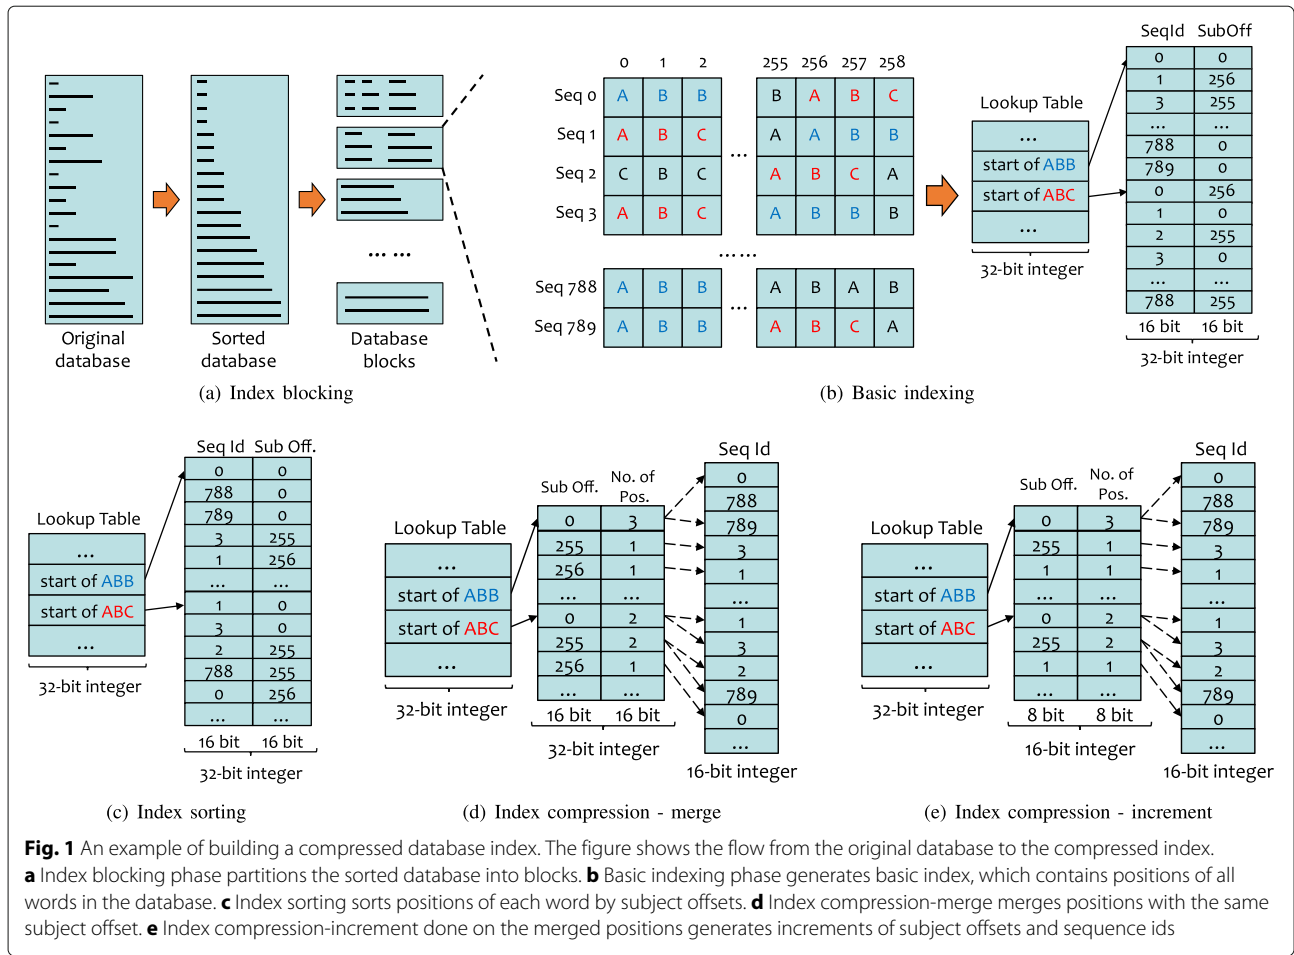 Original
database
Sorted
database
Database
blocks
... ...
(a) Index blocking
0 1 2 255 256 257 258
Seq 0 A B B B A B C
Seq 1 A B C A A B B
...
Seq 2 C B C A B C A
Seq 3 A B C A B B B
......
Seq 788 A B B A B A B
...
Seq 789 A B B A B C A
Lookup Table
...
start of ABB
start of ABC
...
32-bit integer
SeqId SubOff
0 0
1 256
3 255
... ...
788 0
789 0
0 256
1 0
2 255
3 0
... ...
788 255
16 bit 16 bit
32-bit integer
(b) Basic indexing
Lookup Table
...
start of ABB
start of ABC
...
32-bit integer
Seq Id Sub Off.
0 0
788 0
789 0
3 255
1 256
... ...
1 0
3 0
2 255
788 255
0 256
... ...
16 bit 16 bit
32-bit integer
(c) Index sorting
Lookup Table
...
start of ABB
start of ABC
...
32-bit integer
Sub Off. No. of
Pos.
0 3
255 1
256 1
... ...
0 2
255 2
256 1
... ...
16 bit 16 bit
32-bit integer
Seq Id
0
788
789
3
1
...
1
3
2
789
0
...
16-bit integer
(d) Index compression - merge
Lookup Table
...
start of ABB
start of ABC
...
32-bit integer
Sub Off. No. of
Pos.
0 3
255 1
1 1
... ...
0 2
255 2
1 1
... ...
8 bit 8 bit
16-bit integer
Seq Id
0
788
789
3
1
...
1
3
2
789
0
...
16-bit integer
(e) Index compression - increment
Fig. 1 An example of building a compressed database index. The figure shows the flow from the original database to the compressed index.
a Index blocking phase partitions the sorted database into blocks. b Basic indexing phase generates basic index, which contains positions of all
words in the database. c Index sorting sorts positions of each word by subject offsets. d Index compression-merge merges positions with the same
subject offset. e Index compression-increment done on the merged positions generates increments of subject offsets and sequence ids